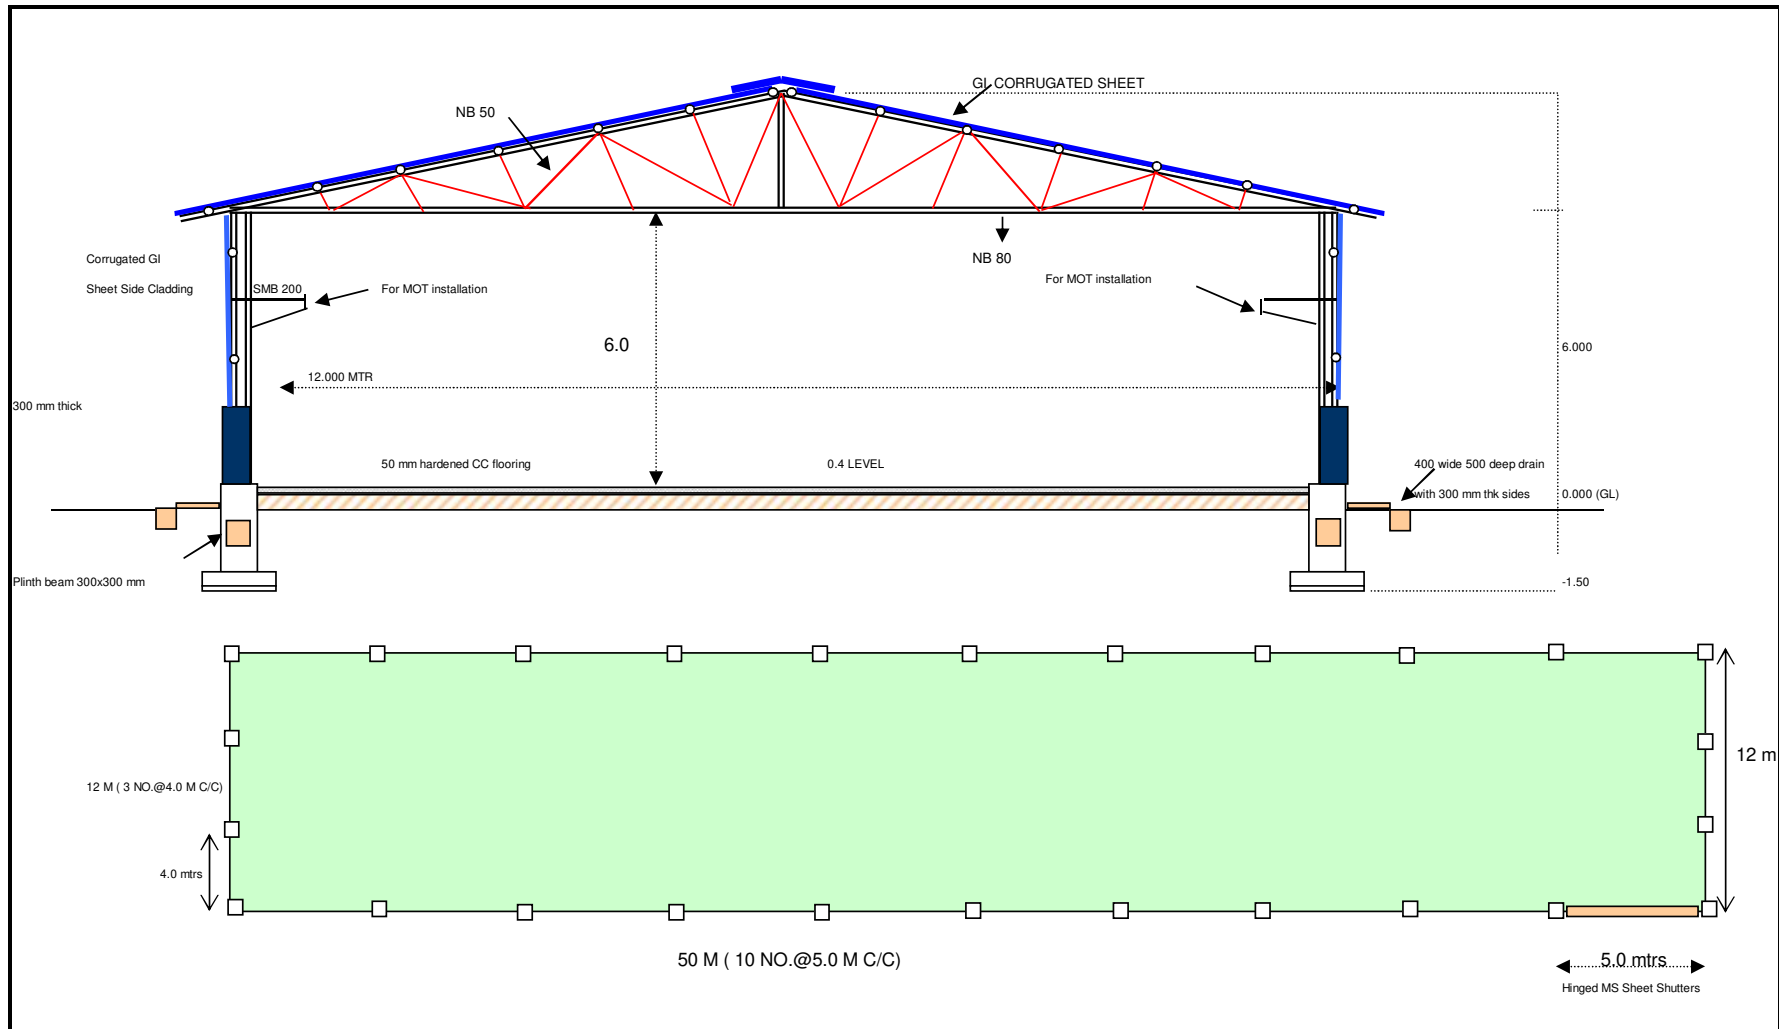 GI CORRUGATED SHEET
NB 50
Corrugated GI
Sheet Side Cladding
SMB 200
For MOT installation
NB 80
For MOT installation
6.0
6.000
12.000 MTR
300 mm thick
50 mm hardened CC flooring
0.4 LEVEL
400 wide 500 deep drain
with 300 mm thk sides
0.000 (GL)
Plinth beam 300x300 mm
-1.50
12 m
12 M ( 3 NO.@4.0 M C/C)
4.0 mtrs
50 M ( 10 NO.@5.0 M C/C)
5.0 mtrs
Hinged MS Sheet Shutters